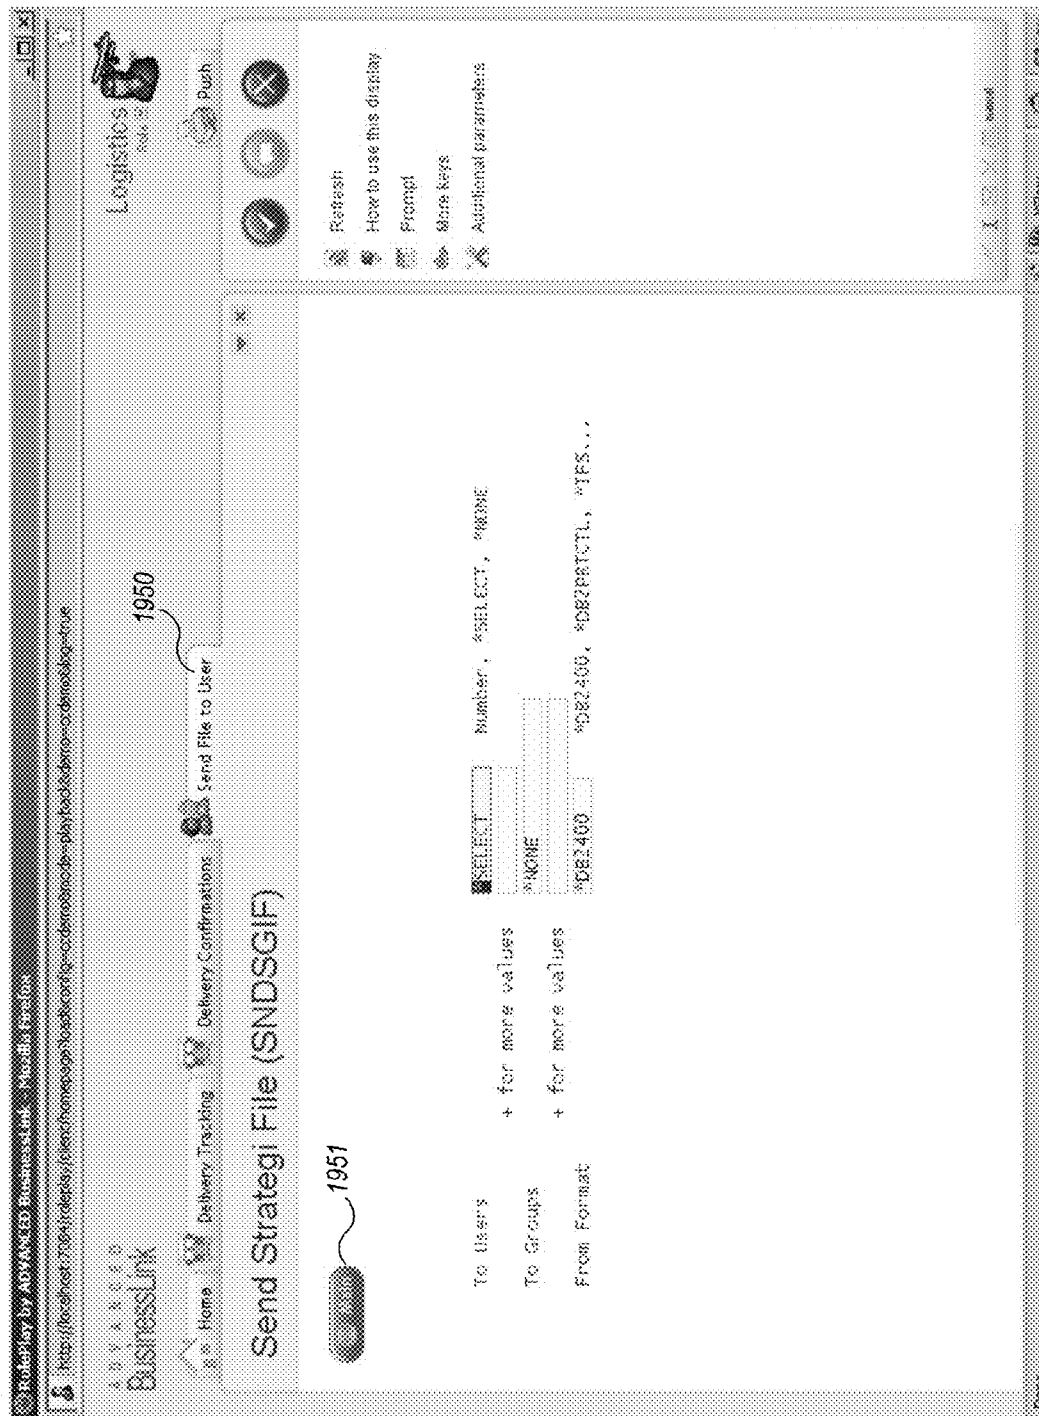 RolePlay by ADVANCED BusinessLink - Mozilla Firefox
ADVANCED
BusinessLink
Logistics
Home
Delivery Tracking
Delivery Confirmations
Send File to User
Push
1950
Send Strategi File (SNDSGIF)
1951
To Users
*SELECT
Number, *SELECT, *NONE
+ for more values
To Groups
*NONE
+ for more values
From Format
*DB2400
*DB2400, *DB2PRTCTL, *IFS...
Refresh
How to use this display
Prompt
More keys
Additional parameters